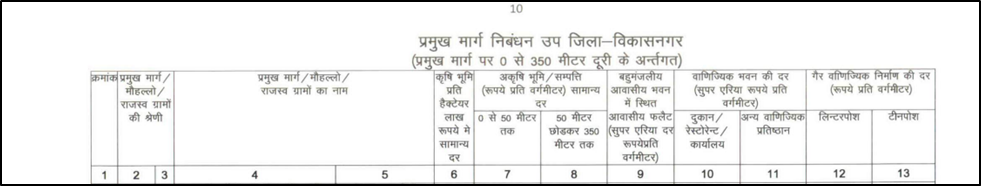 10
प्रमुख मार्ग निबंधन उप जिला–विकासनगर
(प्रमुख मार्ग पर 0 से 350 मीटर दूरी के अर्न्तगत)
क्रमांक
प्रमुख मार्ग/
मौहल्लो/
राजस्व ग्रामों
की श्रेणी
प्रमुख मार्ग/मौहल्लो/
राजस्व ग्रामों का नाम
कृषि भूमि
प्रति
हैक्टेयर
लाख
रूपये मे
सामान्य
दर
अकृषि भूमि/सम्पत्ति
(रूपये प्रति वर्गमीटर) सामान्य
दर
0 से 50 मीटर
तक
50 मीटर
छोडकर 350
मीटर तक
बहुमंजलीय
आवासीय भवन
में स्थित
आवासीय फलैट
(सुपर एरिया दर
रूपयेप्रति
वर्गमीटर)
वाणिज्यिक भवन की दर
(सुपर एरिया रूपये प्रति
वर्गमीटर)
दुकान/
रेस्टोरेन्ट/
कार्यालय
अन्य वाणिज्यिक
प्रतिष्ठान
गैर वाणिज्यिक निर्माण की दर
(रूपये प्रति वर्गमीटर)
लिन्टरपोश
टीनपोश
1 2 3 4 5 6 7 8 9 10 11 12 13